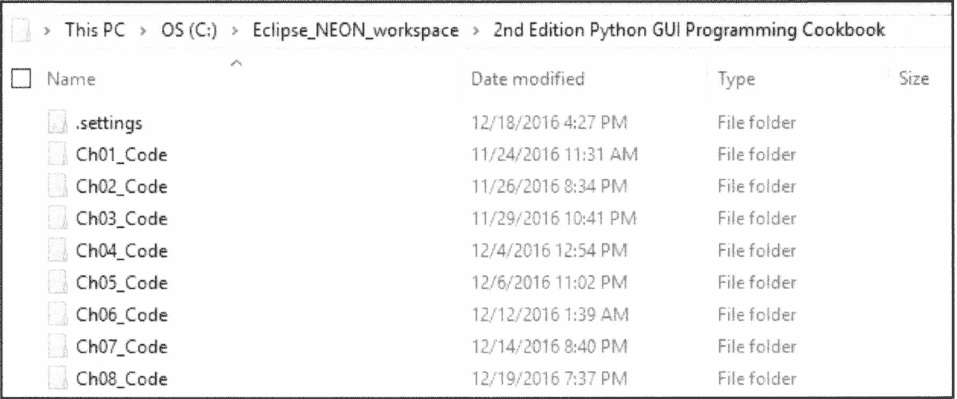 This PC > OS (C:) > Eclipse_NEON_workspace > 2nd Edition Python GUI Programming Cookbook
Name Date modified Type Size
.settings 12/18/2016 4:27 PM File folder
Ch01_Code 11/24/2016 11:31 AM File folder
Ch02_Code 11/26/2016 8:34 PM File folder
Ch03_Code 11/29/2016 10:41 PM File folder
Ch04_Code 12/4/2016 12:54 PM File folder
Ch05_Code 12/6/2016 11:02 PM File folder
Ch06_Code 12/12/2016 1:39 AM File folder
Ch07_Code 12/14/2016 8:40 PM File folder
Ch08_Code 12/19/2016 7:37 PM File folder